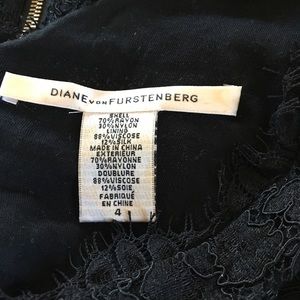 DIANE VON FURSTENBERG
SHELL
70%RAYON
30%NYLON
LINING
88%VISCOSE
12%SILK
MADE IN CHINA
EXTERIEUR
70%RAYONNE
30%NYLON
DOUBLURE
88%VISCOSE
12%SOIE
FABRIQUÉ
EN CHINE
4